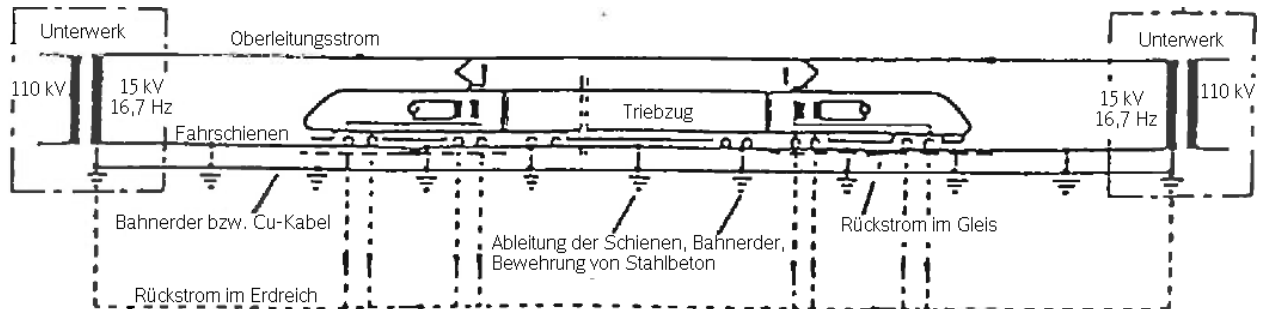 Unterwerk
Oberleitungsstrom
Unterwerk
110 kV
15 kV
16,7 Hz
Triebzug
15 kV
16,7 Hz
110 kV
Fahrschienen
Bahnerder bzw. Cu-Kabel
Ableitung der Schienen, Bahnerder,
Bewehrung von Stahlbeton
Rückstrom im Gleis
Rückstrom im Erdreich